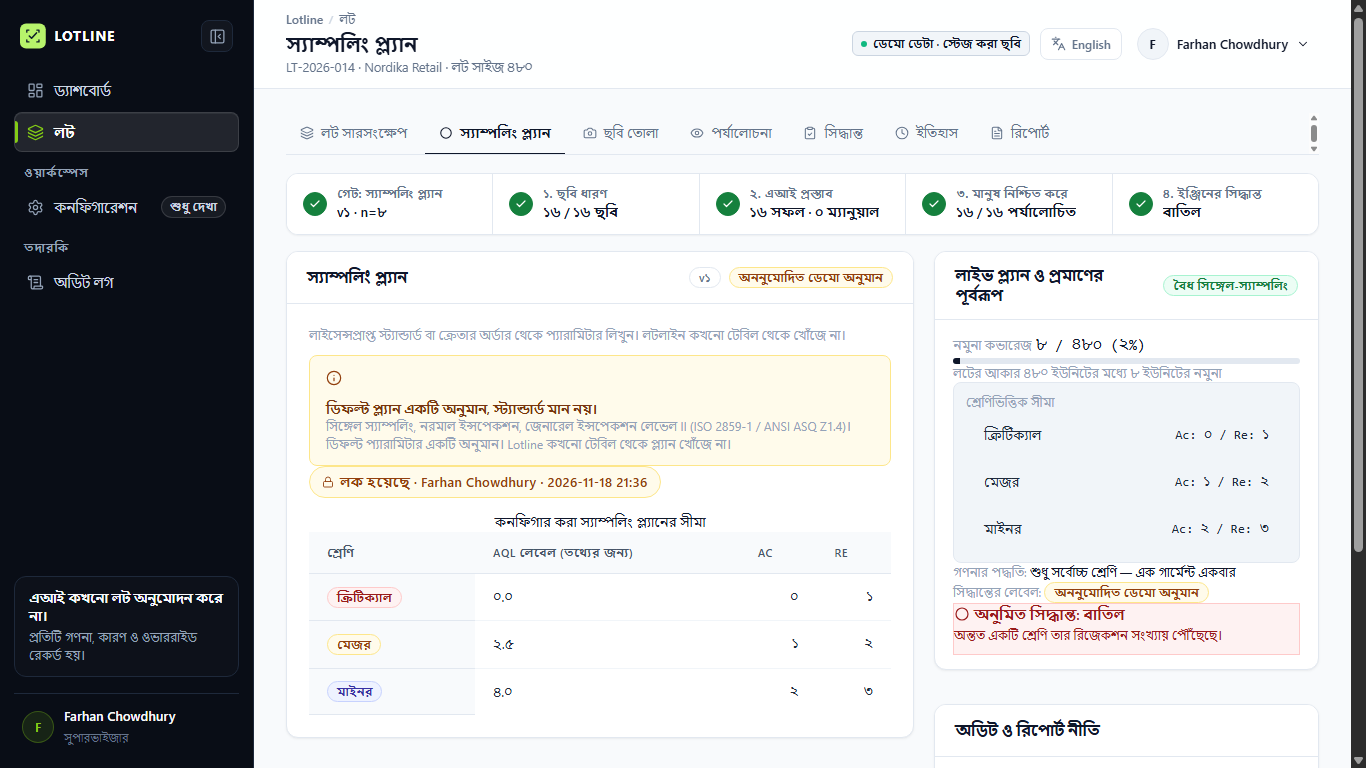 LOTLINE
ড্যাশবোর্ড
লট
ওয়ার্কস্পেস
কনফিগারেশন
শুধু দেখা
তদারকি
অডিট লগ
এআই কখনো লট অনুমোদন করে
না।
প্রতিটি গণনা, কারণ ও ওভাররাইড
রেকর্ড হয়।
F
Farhan Chowdhury
সুপারভাইজার
Lotline / লট
স্যাম্পলিং প্ল্যান
LT-2026-014 · Nordika Retail · লট সাইজ ৪৮০
ডেমো ডেটা · স্টেজ করা ছবি
English
F
Farhan Chowdhury
লট সারসংক্ষেপ
স্যাম্পলিং প্ল্যান
ছবি তোলা
পর্যালোচনা
সিদ্ধান্ত
ইতিহাস
রিপোর্ট
গেট: স্যাম্পলিং প্ল্যান
v১ · n=৮
১. ছবি ধারণ
১৬ / ১৬ ছবি
২. এআই প্রস্তাব
১৬ সফল · ০ ম্যানুয়াল
৩. মানুষ নিশ্চিত করে
১৬ / ১৬ পর্যালোচিত
৪. ইঞ্জিনের সিদ্ধান্ত
বাতিল
স্যাম্পলিং প্ল্যান
v১
অননুমোদিত ডেমো অনুমান
লাইসেন্সপ্রাপ্ত স্ট্যান্ডার্ড বা ক্রেতার অর্ডার থেকে প্যারামিটার লিখুন। লটলাইন কখনো টেবিল থেকে খোঁজে না।
ডিফল্ট প্ল্যান একটি অনুমান, স্ট্যান্ডার্ড মান নয়।
সিঙ্গেল স্যাম্পলিং, নরমাল ইন্সপেকশন, জেনারেল ইন্সপেকশন লেভেল II (ISO 2859-1 / ANSI ASQ Z1.4)।
ডিফল্ট প্যারামিটার একটি অনুমান। Lotline কখনো টেবিল থেকে প্ল্যান খোঁজে না।
লক হয়েছে · Farhan Chowdhury · 2026-11-18 21:36
কনফিগার করা স্যাম্পলিং প্ল্যানের সীমা
শ্রেণি
AQL লেবেল (তথ্যের জন্য)
AC
RE
ক্রিটিক্যাল
০.০
০
১
মেজর
২.৫
১
২
মাইনর
৪.০
২
৩
লাইভ প্ল্যান ও প্রমাণের
পূর্বরূপ
বৈধ সিঙ্গেল-স্যাম্পলিং
নমুনা কভারেজ ৮ / ৪৮০ (২%)
লটের আকার ৪৮০ ইউনিটের মধ্যে ৮ ইউনিটের নমুনা
শ্রেণিভিত্তিক সীমা
ক্রিটিক্যাল
Ac: ০ / Re: ১
মেজর
Ac: ১ / Re: ২
মাইনর
Ac: ২ / Re: ৩
গণনার পদ্ধতি: শুধু সর্বোচ্চ শ্রেণি — এক গার্মেন্ট একবার
সিদ্ধান্তের লেবেল: অননুমোদিত ডেমো অনুমান
অনুমিত সিদ্ধান্ত: বাতিল
অন্তত একটি শ্রেণি তার রিজেকশন সংখ্যায় পৌঁছেছে।
অডিট ও রিপোর্ট নীতি